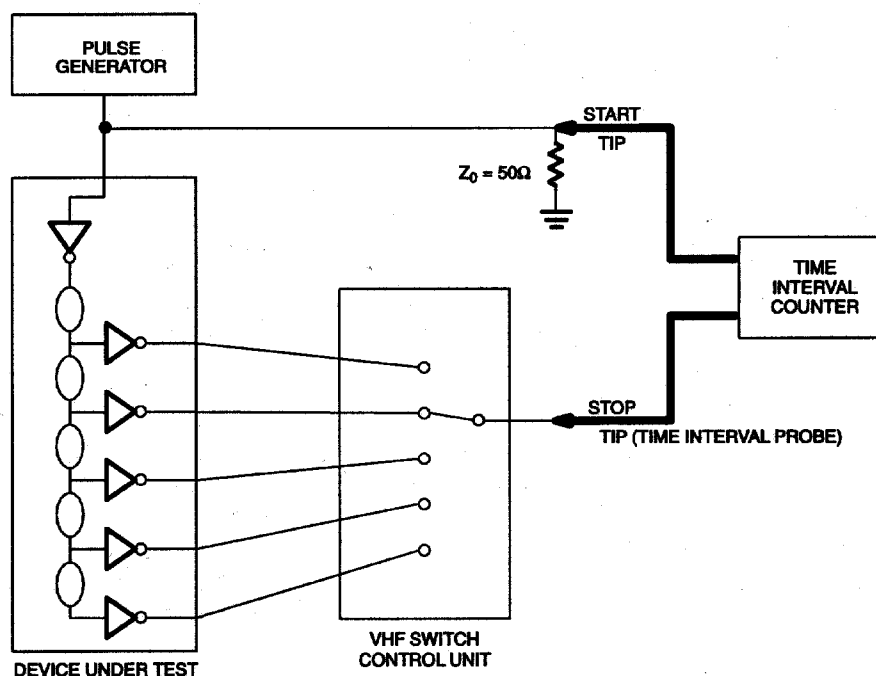 PULSE
GENERATOR
START
TIP
Z₀ = 50Ω
TIME
INTERVAL
COUNTER
STOP
TIP (TIME INTERVAL PROBE)
VHF SWITCH
CONTROL UNIT
DEVICE UNDER TEST